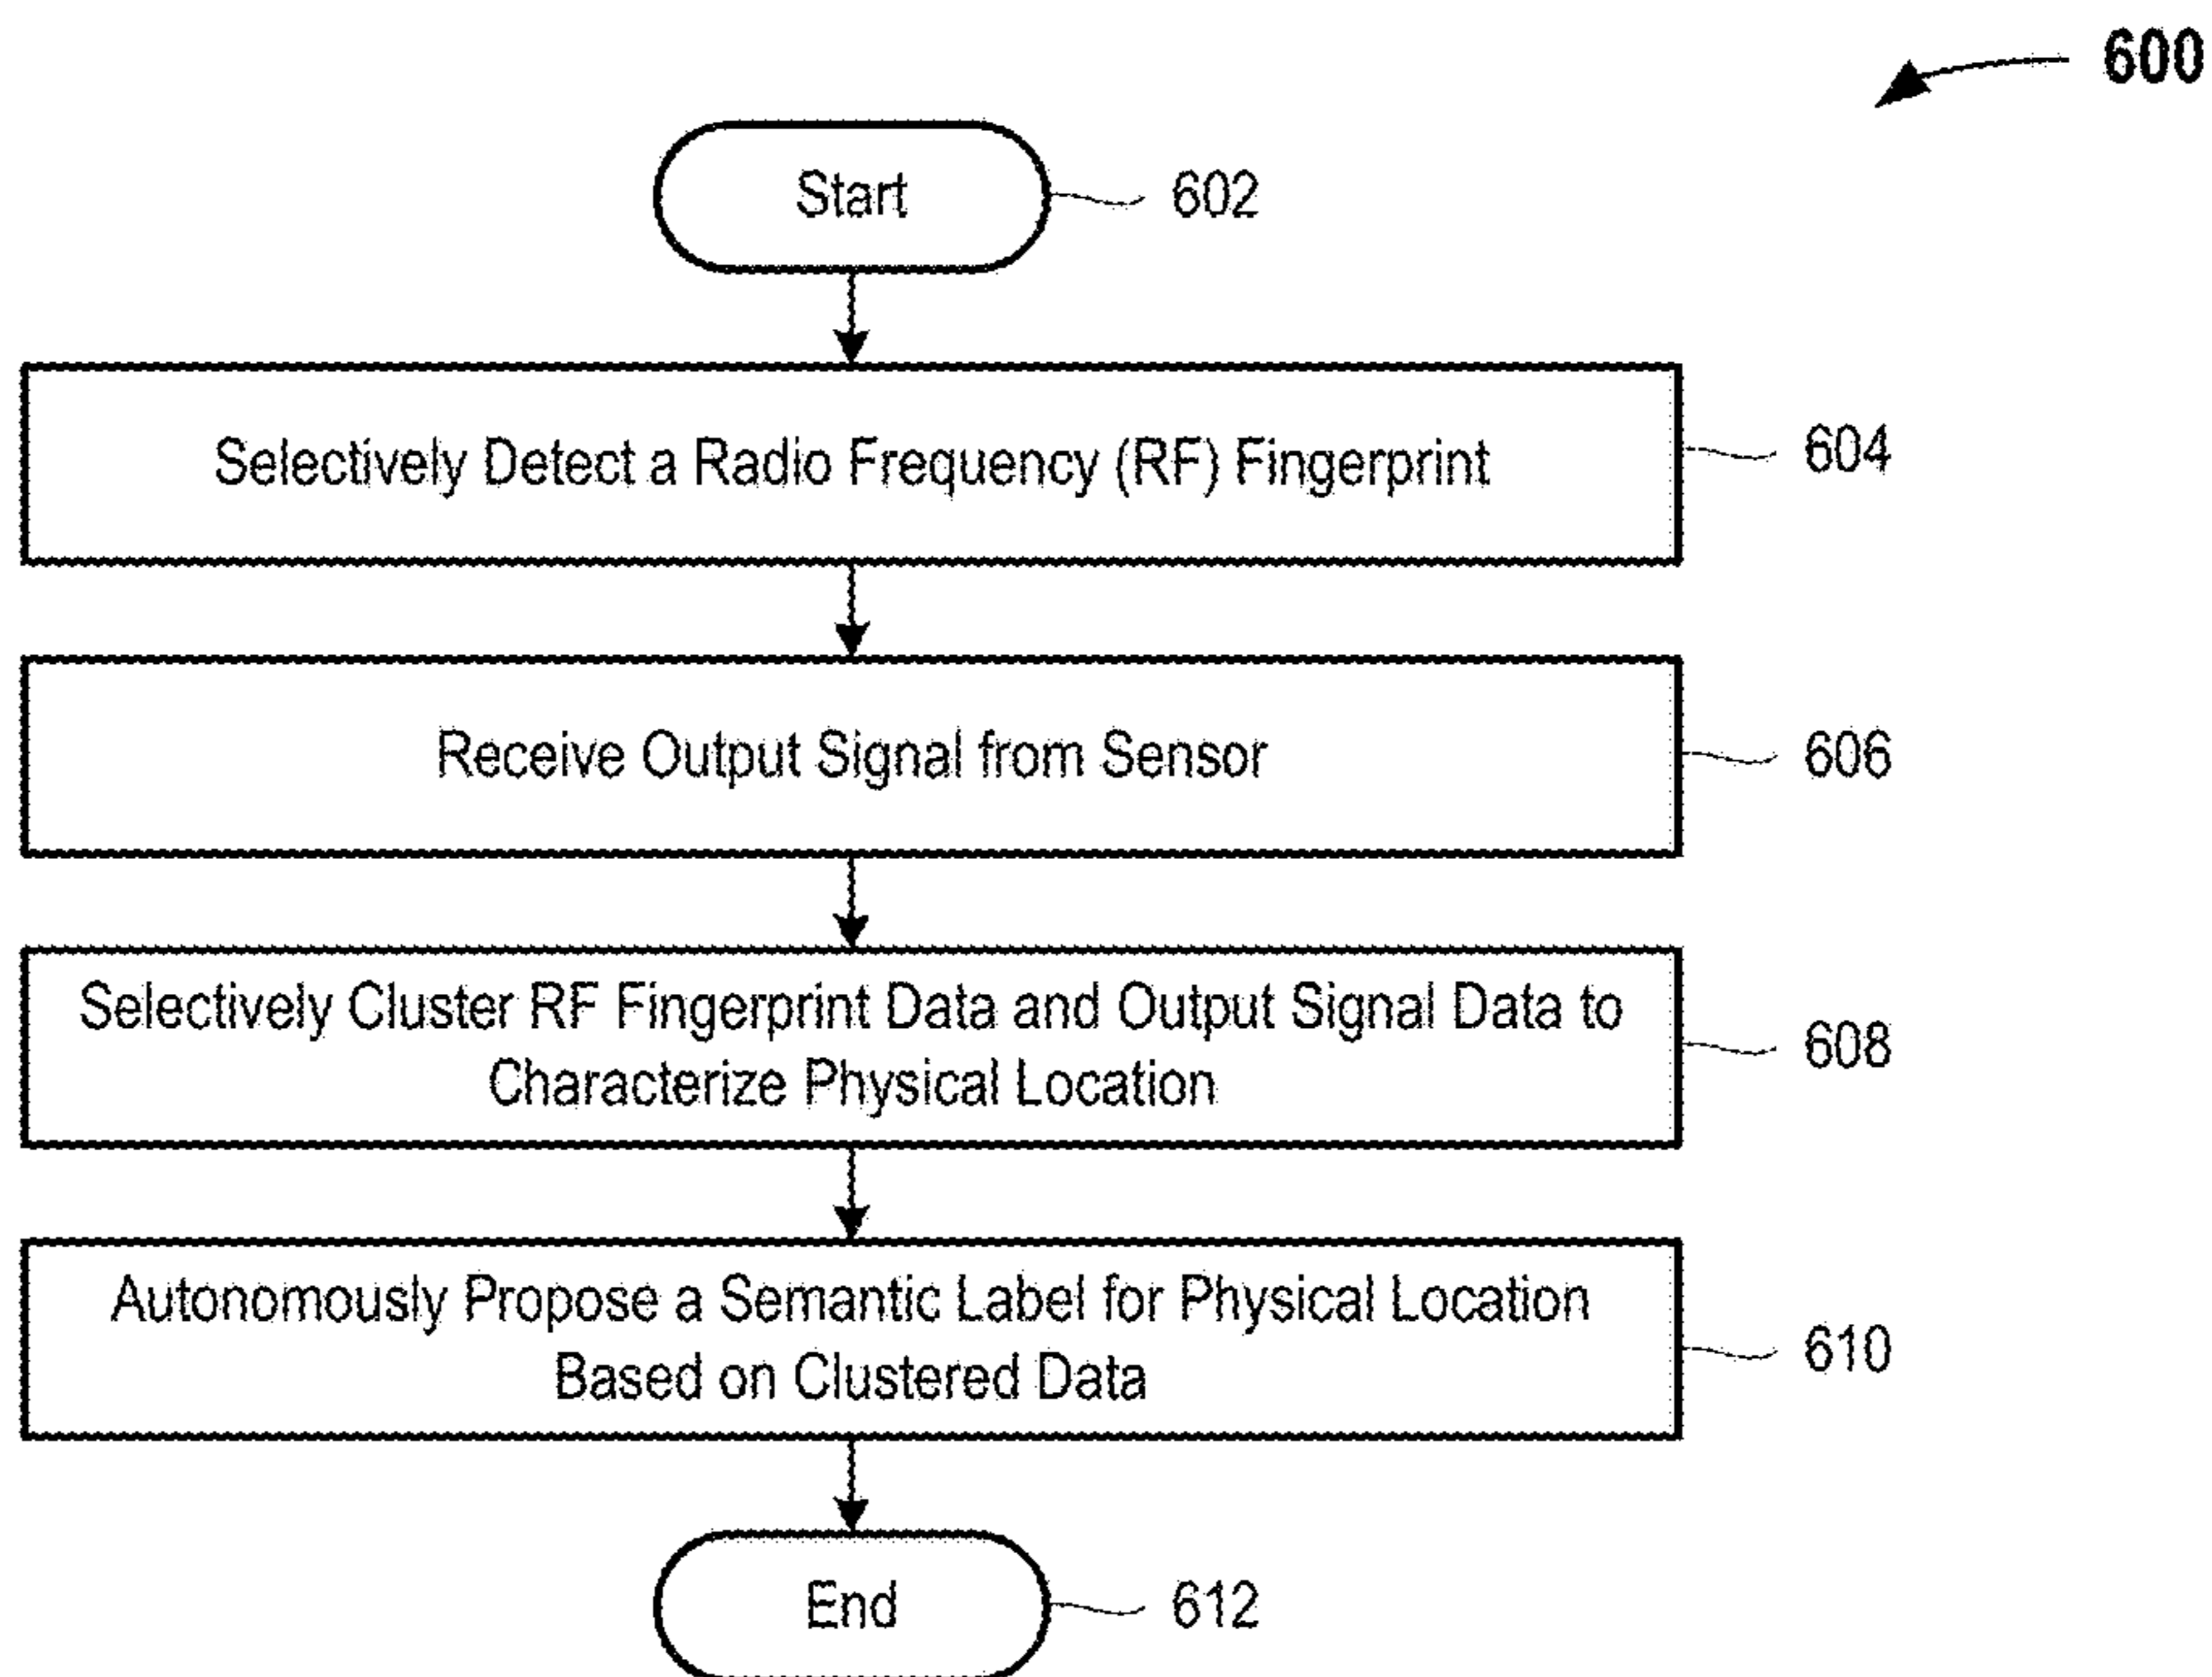 600
Start
602
Selectively Detect a Radio Frequency (RF) Fingerprint
604
Receive Output Signal from Sensor
606
Selectively Cluster RF Fingerprint Data and Output Signal Data to
Characterize Physical Location
608
Autonomously Propose a Semantic Label for Physical Location
Based on Clustered Data
610
End
612